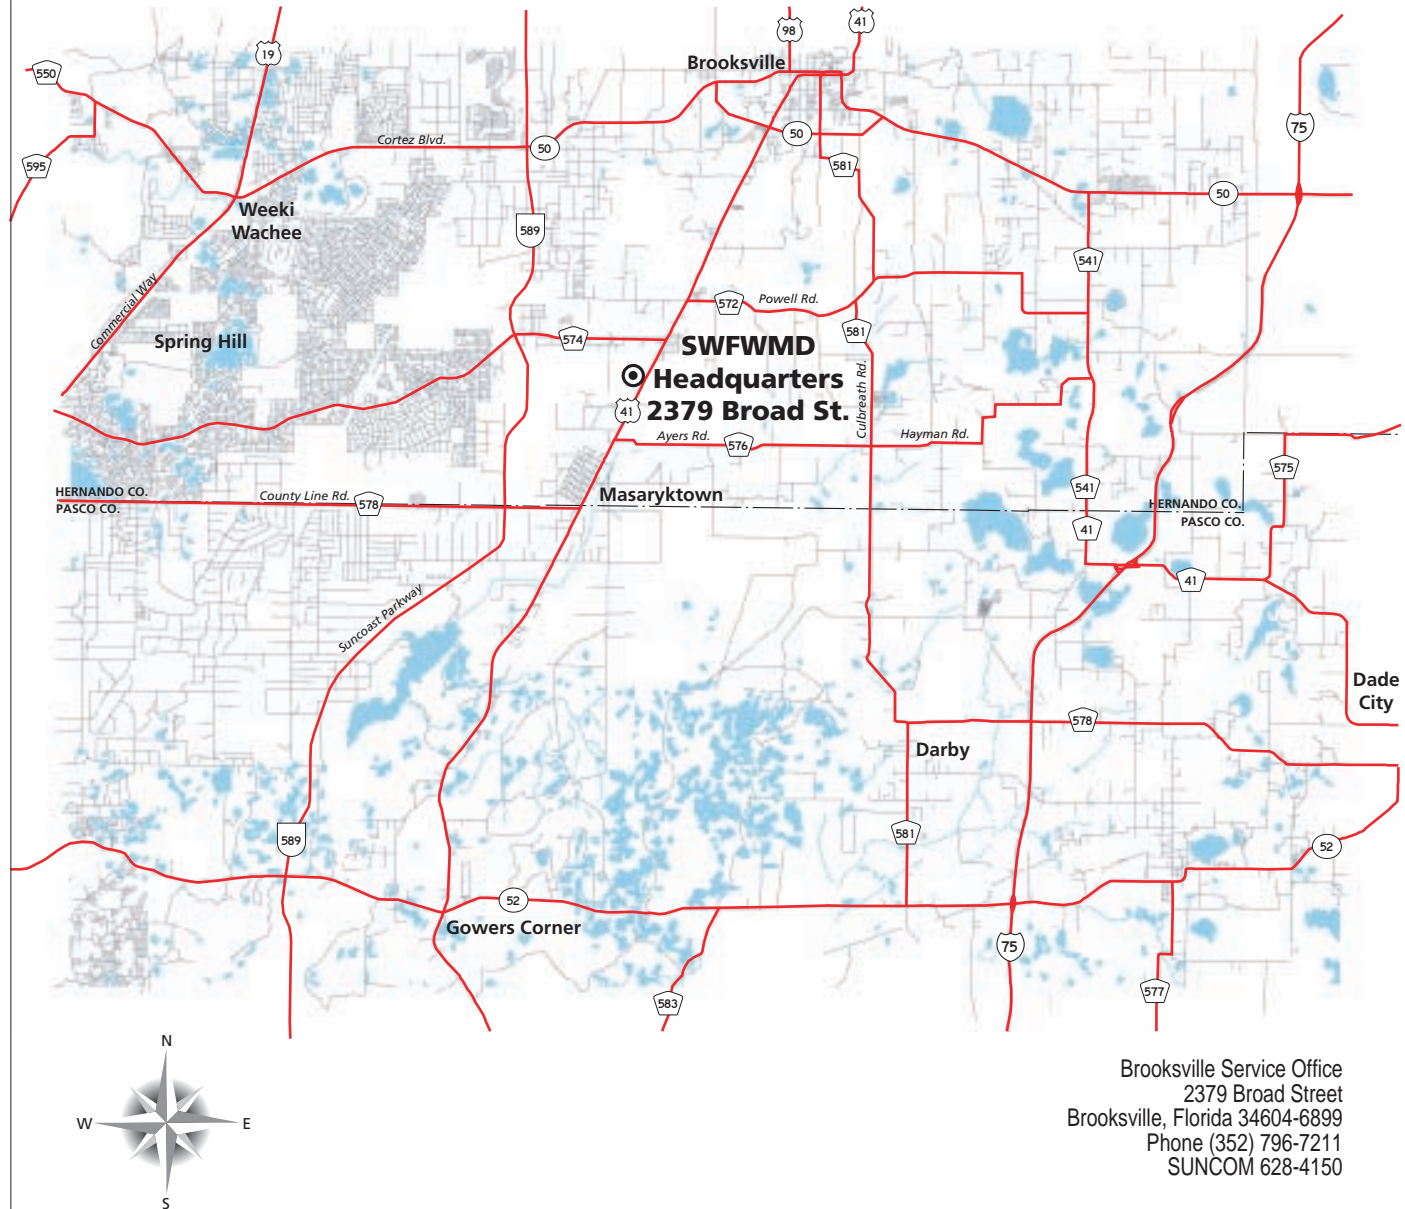 98
41
19
Brooksville
550
75
50
Cortez Blvd.
50
595
581
50
Weeki
Wachee
589
541
572
Powell Rd.
Commercial Way
581
574
Spring Hill
SWFWMD
Headquarters
2379 Broad St.
41
Culbreath Rd.
Ayers Rd.
576
Hayman Rd.
575
541
HERNANDO CO.
PASCO CO.
County Line Rd.
578
Masaryktown
HERNANDO CO.
PASCO CO.
41
41
Suncoast Parkway
Dade
City
578
Darby
581
589
52
52
Gowers Corner
75
577
583
N
W
E
S
Brooksville Service Office
2379 Broad Street
Brooksville, Florida 34604-6899
Phone (352) 796-7211
SUNCOM 628-4150